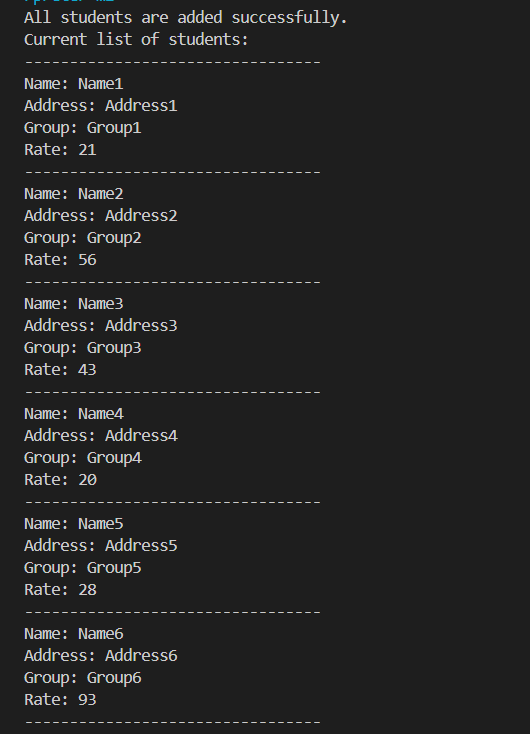 All students are added successfully.
Current list of students:
---------------------------------
Name: Name1
Address: Address1
Group: Group1
Rate: 21
---------------------------------
Name: Name2
Address: Address2
Group: Group2
Rate: 56
---------------------------------
Name: Name3
Address: Address3
Group: Group3
Rate: 43
---------------------------------
Name: Name4
Address: Address4
Group: Group4
Rate: 20
---------------------------------
Name: Name5
Address: Address5
Group: Group5
Rate: 28
---------------------------------
Name: Name6
Address: Address6
Group: Group6
Rate: 93
---------------------------------